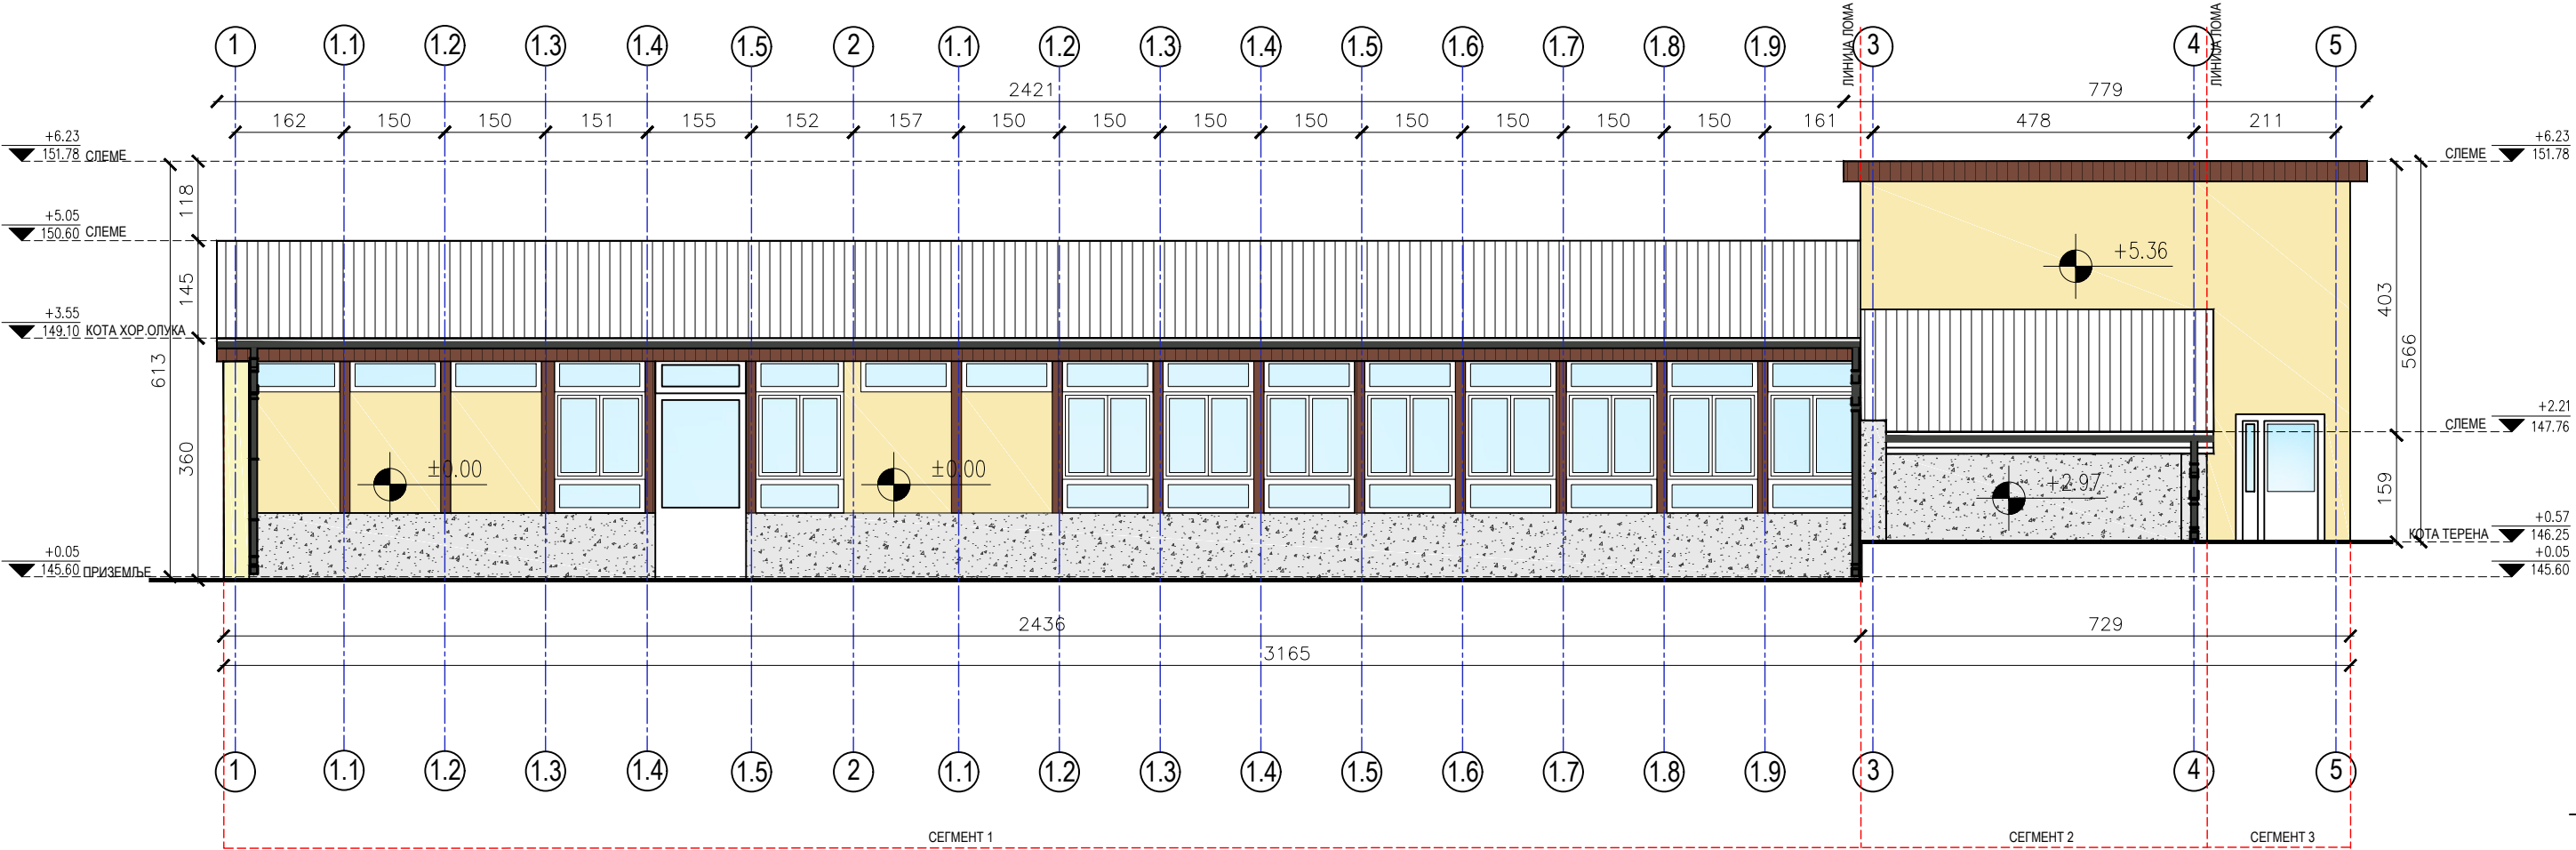 ЛИНИЈА ЛОМА
ЛИНИЈА ЛОМА
1 1.1 1.2 1.3 1.4 1.5 2 1.1 1.2 1.3 1.4 1.5 1.6 1.7 1.8 1.9 3 4 5
2421 779
162 150 150 151 155 152 157 150 150 150 150 150 150 150 150 161 478 211
+6.23
151.78 СЛЕМЕ
СЛЕМЕ +6.23
151.78
118
+5.05
150.60 СЛЕМЕ
+5.36
145
403
+3.55
149.10 КОТА ХОР.ОЛУКА
613
566
+2.21
СЛЕМЕ 147.76
360
±0.00
±0.00
+2.97
159
+0.57
КОТА ТЕРЕНА 146.25
+0.05
145.60 ПРИЗЕМЉЕ
+0.05
145.60
2436 729
3165
1 1.1 1.2 1.3 1.4 1.5 2 1.1 1.2 1.3 1.4 1.5 1.6 1.7 1.8 1.9 3 4 5
СЕГМЕНТ 1 СЕГМЕНТ 2 СЕГМЕНТ 3